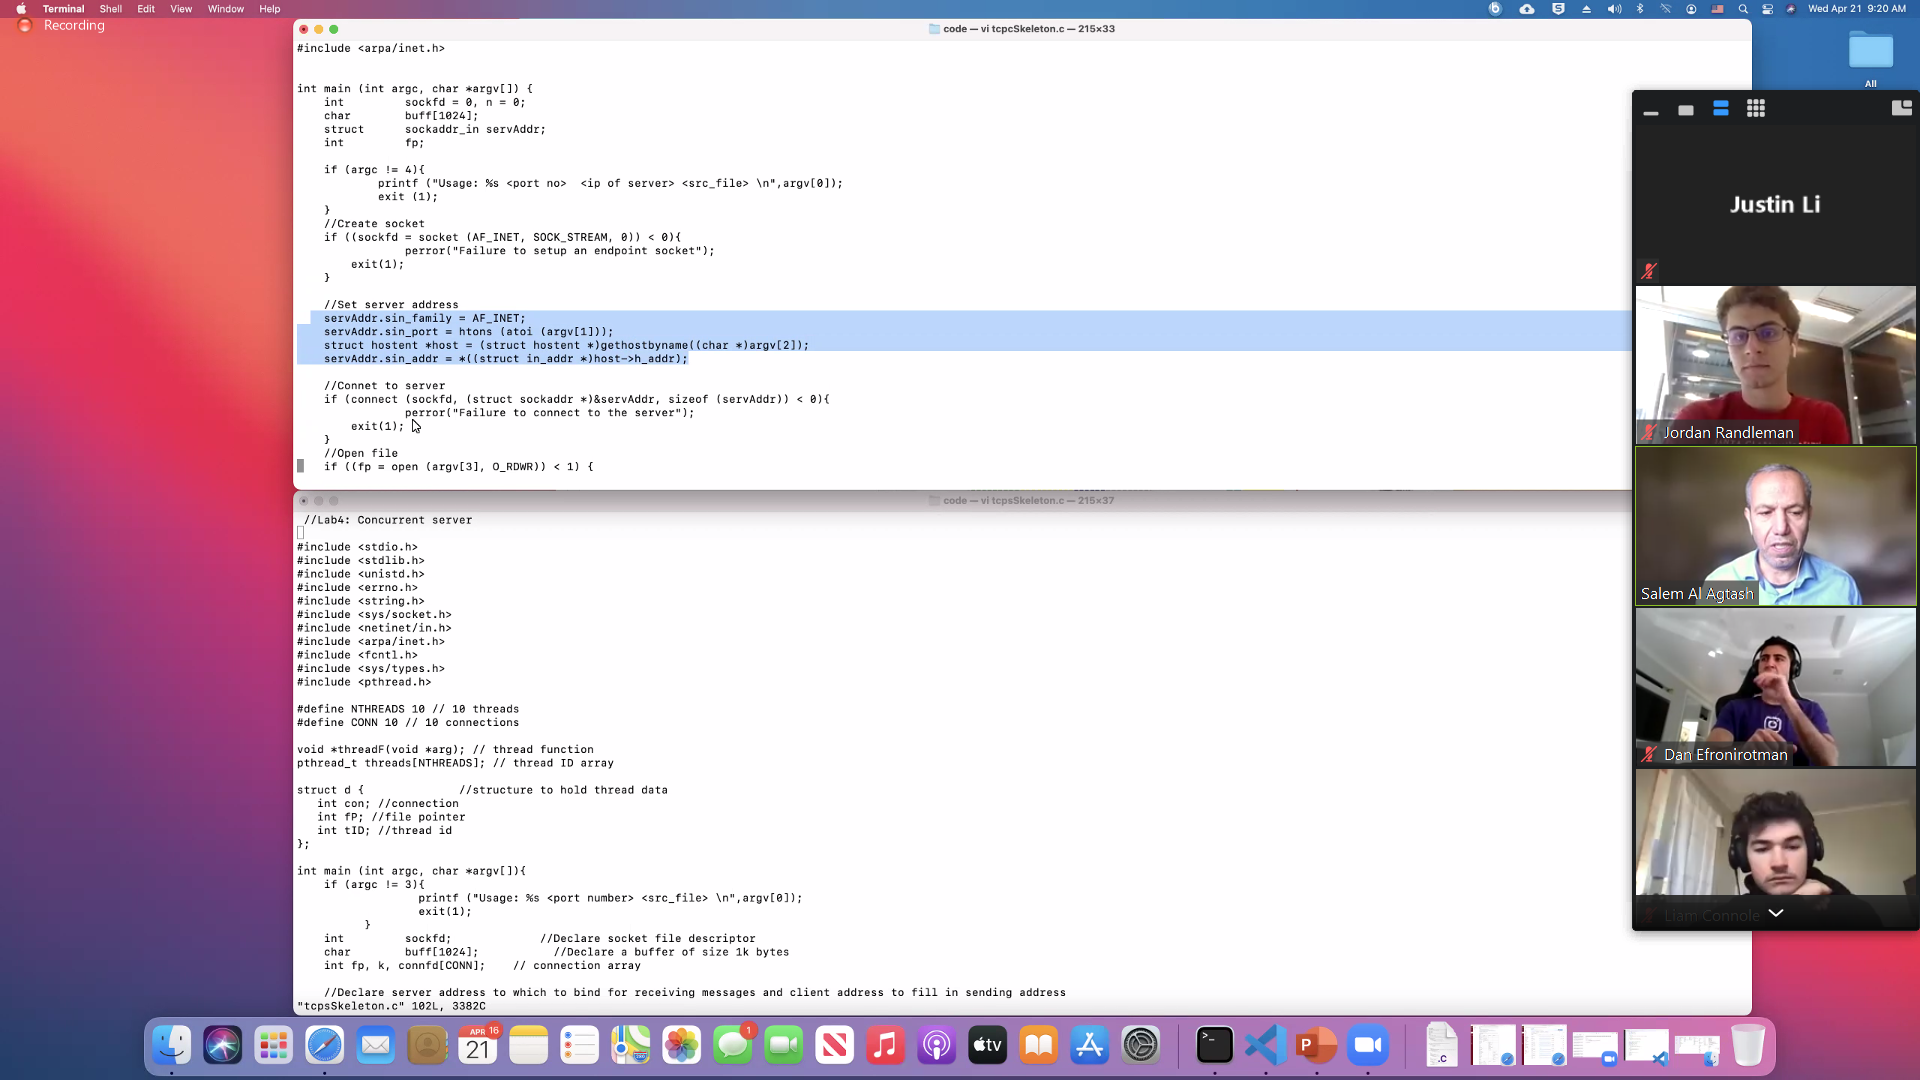 Terminal Shell Edit View Window Help
Wed Apr 21 9:20 AM
Recording
All
code — vi tcpcSkeleton.c — 215×33
#include <arpa/inet.h>
int main (int argc, char *argv[]) {
int sockfd = 0, n = 0;
char buff[1024];
struct sockaddr_in servAddr;
int fp;
if (argc != 4){
printf ("Usage: %s <port no> <ip of server> <src_file> \n",argv[0]);
exit (1);
}
//Create socket
if ((sockfd = socket (AF_INET, SOCK_STREAM, 0)) < 0){
perror("Failure to setup an endpoint socket");
exit(1);
}
//Set server address
servAddr.sin_family = AF_INET;
servAddr.sin_port = htons (atoi (argv[1]));
struct hostent *host = (struct hostent *)gethostbyname((char *)argv[2]);
servAddr.sin_addr = *((struct in_addr *)host->h_addr);
//Connet to server
if (connect (sockfd, (struct sockaddr *)&servAddr, sizeof (servAddr)) < 0){
perror("Failure to connect to the server");
exit(1);
}
//Open file
if ((fp = open (argv[3], O_RDWR)) < 1) {
code — vi tcpsSkeleton.c — 215×37
//Lab4: Concurrent server
#include <stdio.h>
#include <stdlib.h>
#include <unistd.h>
#include <errno.h>
#include <string.h>
#include <sys/socket.h>
#include <netinet/in.h>
#include <arpa/inet.h>
#include <fcntl.h>
#include <sys/types.h>
#include <pthread.h>
#define NTHREADS 10 // 10 threads
#define CONN 10 // 10 connections
void *threadF(void *arg); // thread function
pthread_t threads[NTHREADS]; // thread ID array
struct d { //structure to hold thread data
int con; //connection
int fP; //file pointer
int tID; //thread id
};
int main (int argc, char *argv[]){
if (argc != 3){
printf ("Usage: %s <port number> <src_file> \n",argv[0]);
exit(1);
}
int sockfd; //Declare socket file descriptor
char buff[1024]; //Declare a buffer of size 1k bytes
int fp, k, connfd[CONN]; // connection array
//Declare server address to which to bind for receiving messages and client address to fill in sending address
"tcpsSkeleton.c" 102L, 3382C
Justin Li
Jordan Randleman
Salem Al Agtash
Dan Efronirotman
Liam Connole
APR 16
21
1
tv
P
.C